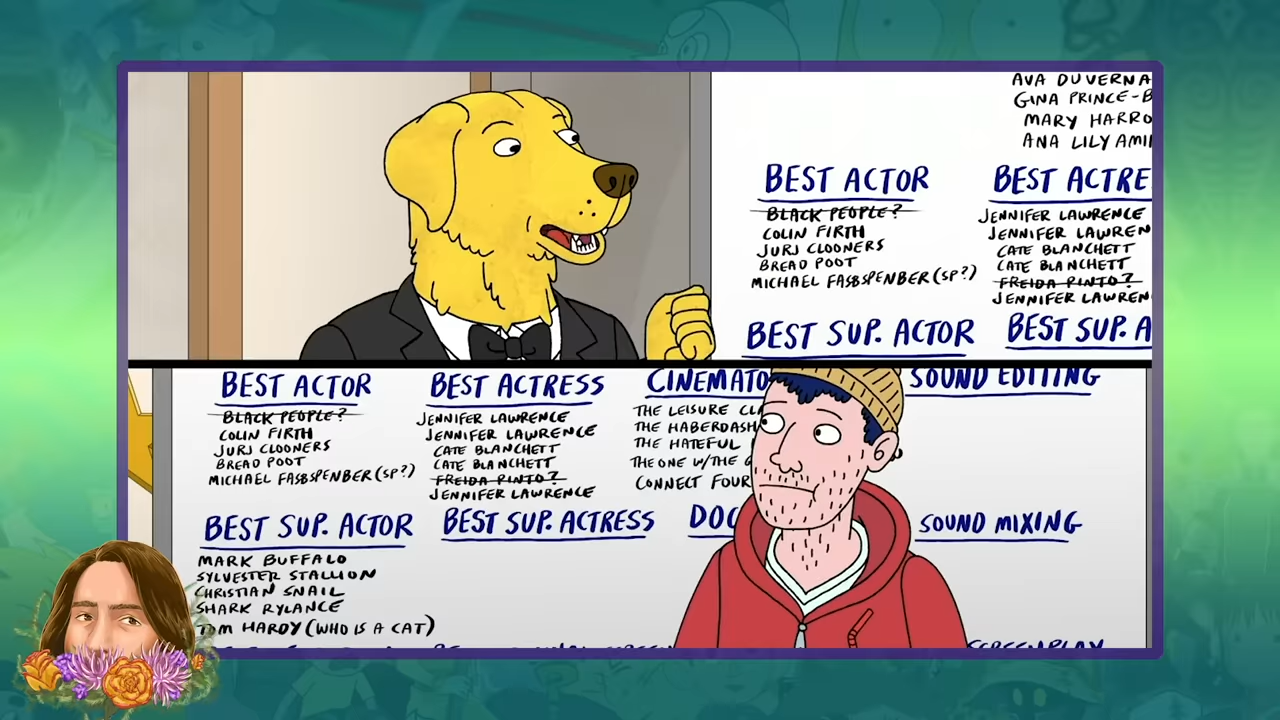 AVA DUVERNA
GINA PRINCE-B
MARY HARRO
ANA LILY AMI
BEST ACTOR
BLACK PEOPLE?
COLIN FIRTH
JURJ CLOONERS
BREAD POOT
MICHAEL FASBSPENBER (SP?)
BEST ACTRE
JENNIFER LAWRENCE
JENNIFER LAWREN
CATE BLANCHETT
CATE BLANCHETT
FREIDA PINTO?
JENNIFER LAWREN
BEST SUP. ACTOR
BEST SUP. A
BEST ACTOR
BLACK PEOPLE?
COLIN FIRTH
JURJ CLOONERS
BREAD POOT
MICHAEL FASBSPENBER (SP?)
BEST ACTRESS
JENNIFER LAWRENCE
JENNIFER LAWRENCE
CATE BLANCHETT
CATE BLANCHETT
FREIDA PINTO?
JENNIFER LAWRENCE
CINEMATO
THE LEISURE CL
THE HABERDASH
THE HATEFUL
THE ONE W/THE
CONNECT FOUR
SOUND EDITING
BEST SUP. ACTOR
MARK BUFFALO
SYLVESTER STALLION
CHRISTIAN SNAIL
SHARK RYLANCE
TOM HARDY (WHO IS A CAT)
BEST SUP. ACTRESS
DOC
SOUND MIXING
SCREENPLAY